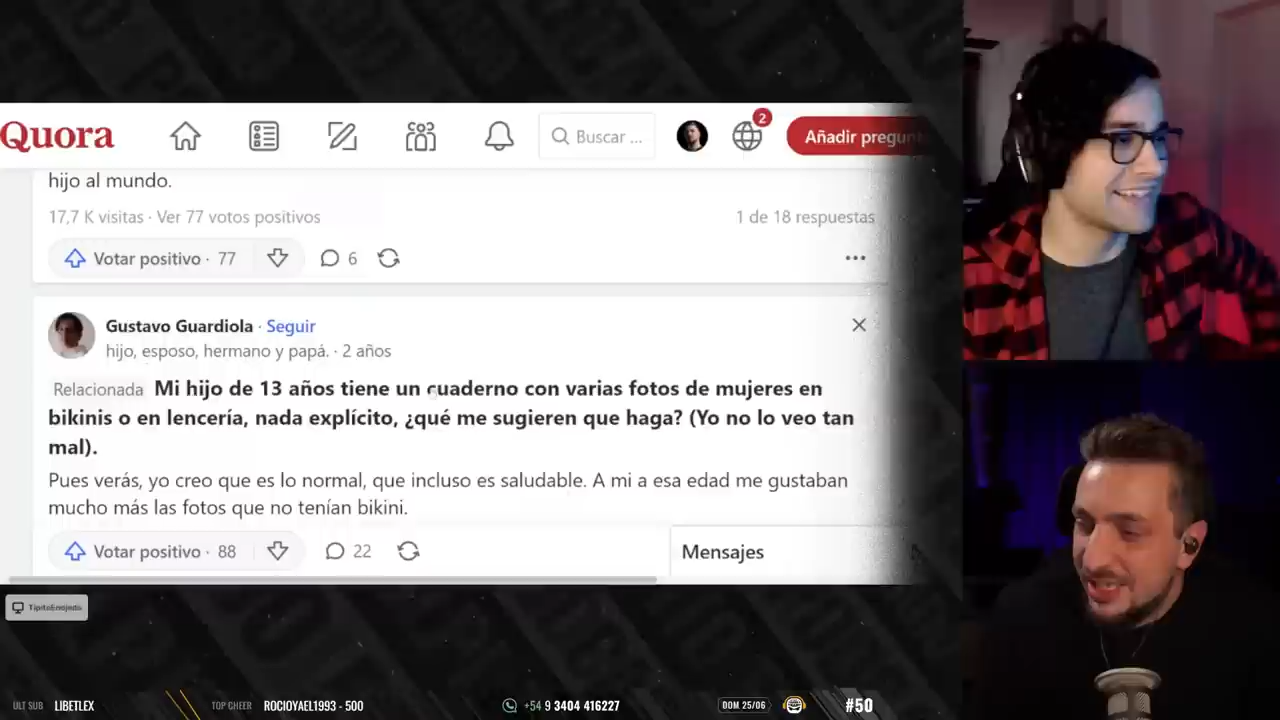 Quora
Buscar ...
2
Añadir pregun
hijo al mundo.
17,7 K visitas · Ver 77 votos positivos
1 de 18 respuestas
Votar positivo · 77
6
Gustavo Guardiola · Seguir
hijo, esposo, hermano y papá. · 2 años
Relacionada Mi hijo de 13 años tiene un cuaderno con varias fotos de mujeres en
bikinis o en lencería, nada explícito, ¿qué me sugieren que haga? (Yo no lo veo tan
mal).
Pues verás, yo creo que es lo normal, que incluso es saludable. A mi a esa edad me gustaban
mucho más las fotos que no tenían bikini.
Votar positivo · 88
22
Mensajes
TipitoEnojado
ULT SUB LIBETLEX
TOP CHEER ROCIOYAEL1993 - 500
+54 9 3404 416227
DOM 25/06
#50